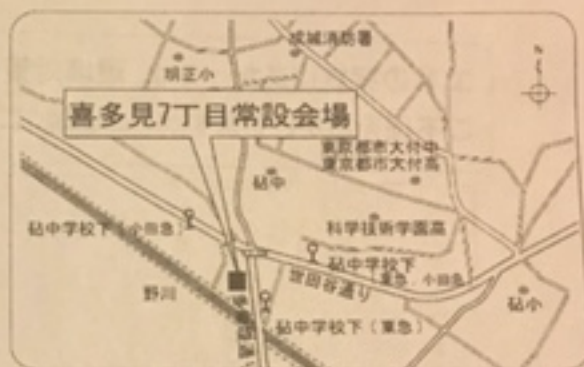 成城消防署
明正小
喜多見7丁目常設会場
東京都市大付中
東京都市大付高
砧中
科学技術学園高
砧中学校下（小田急）
砧中学校下
東急 小田急
世田谷通り
野川
砧小
砧中学校下（東急）